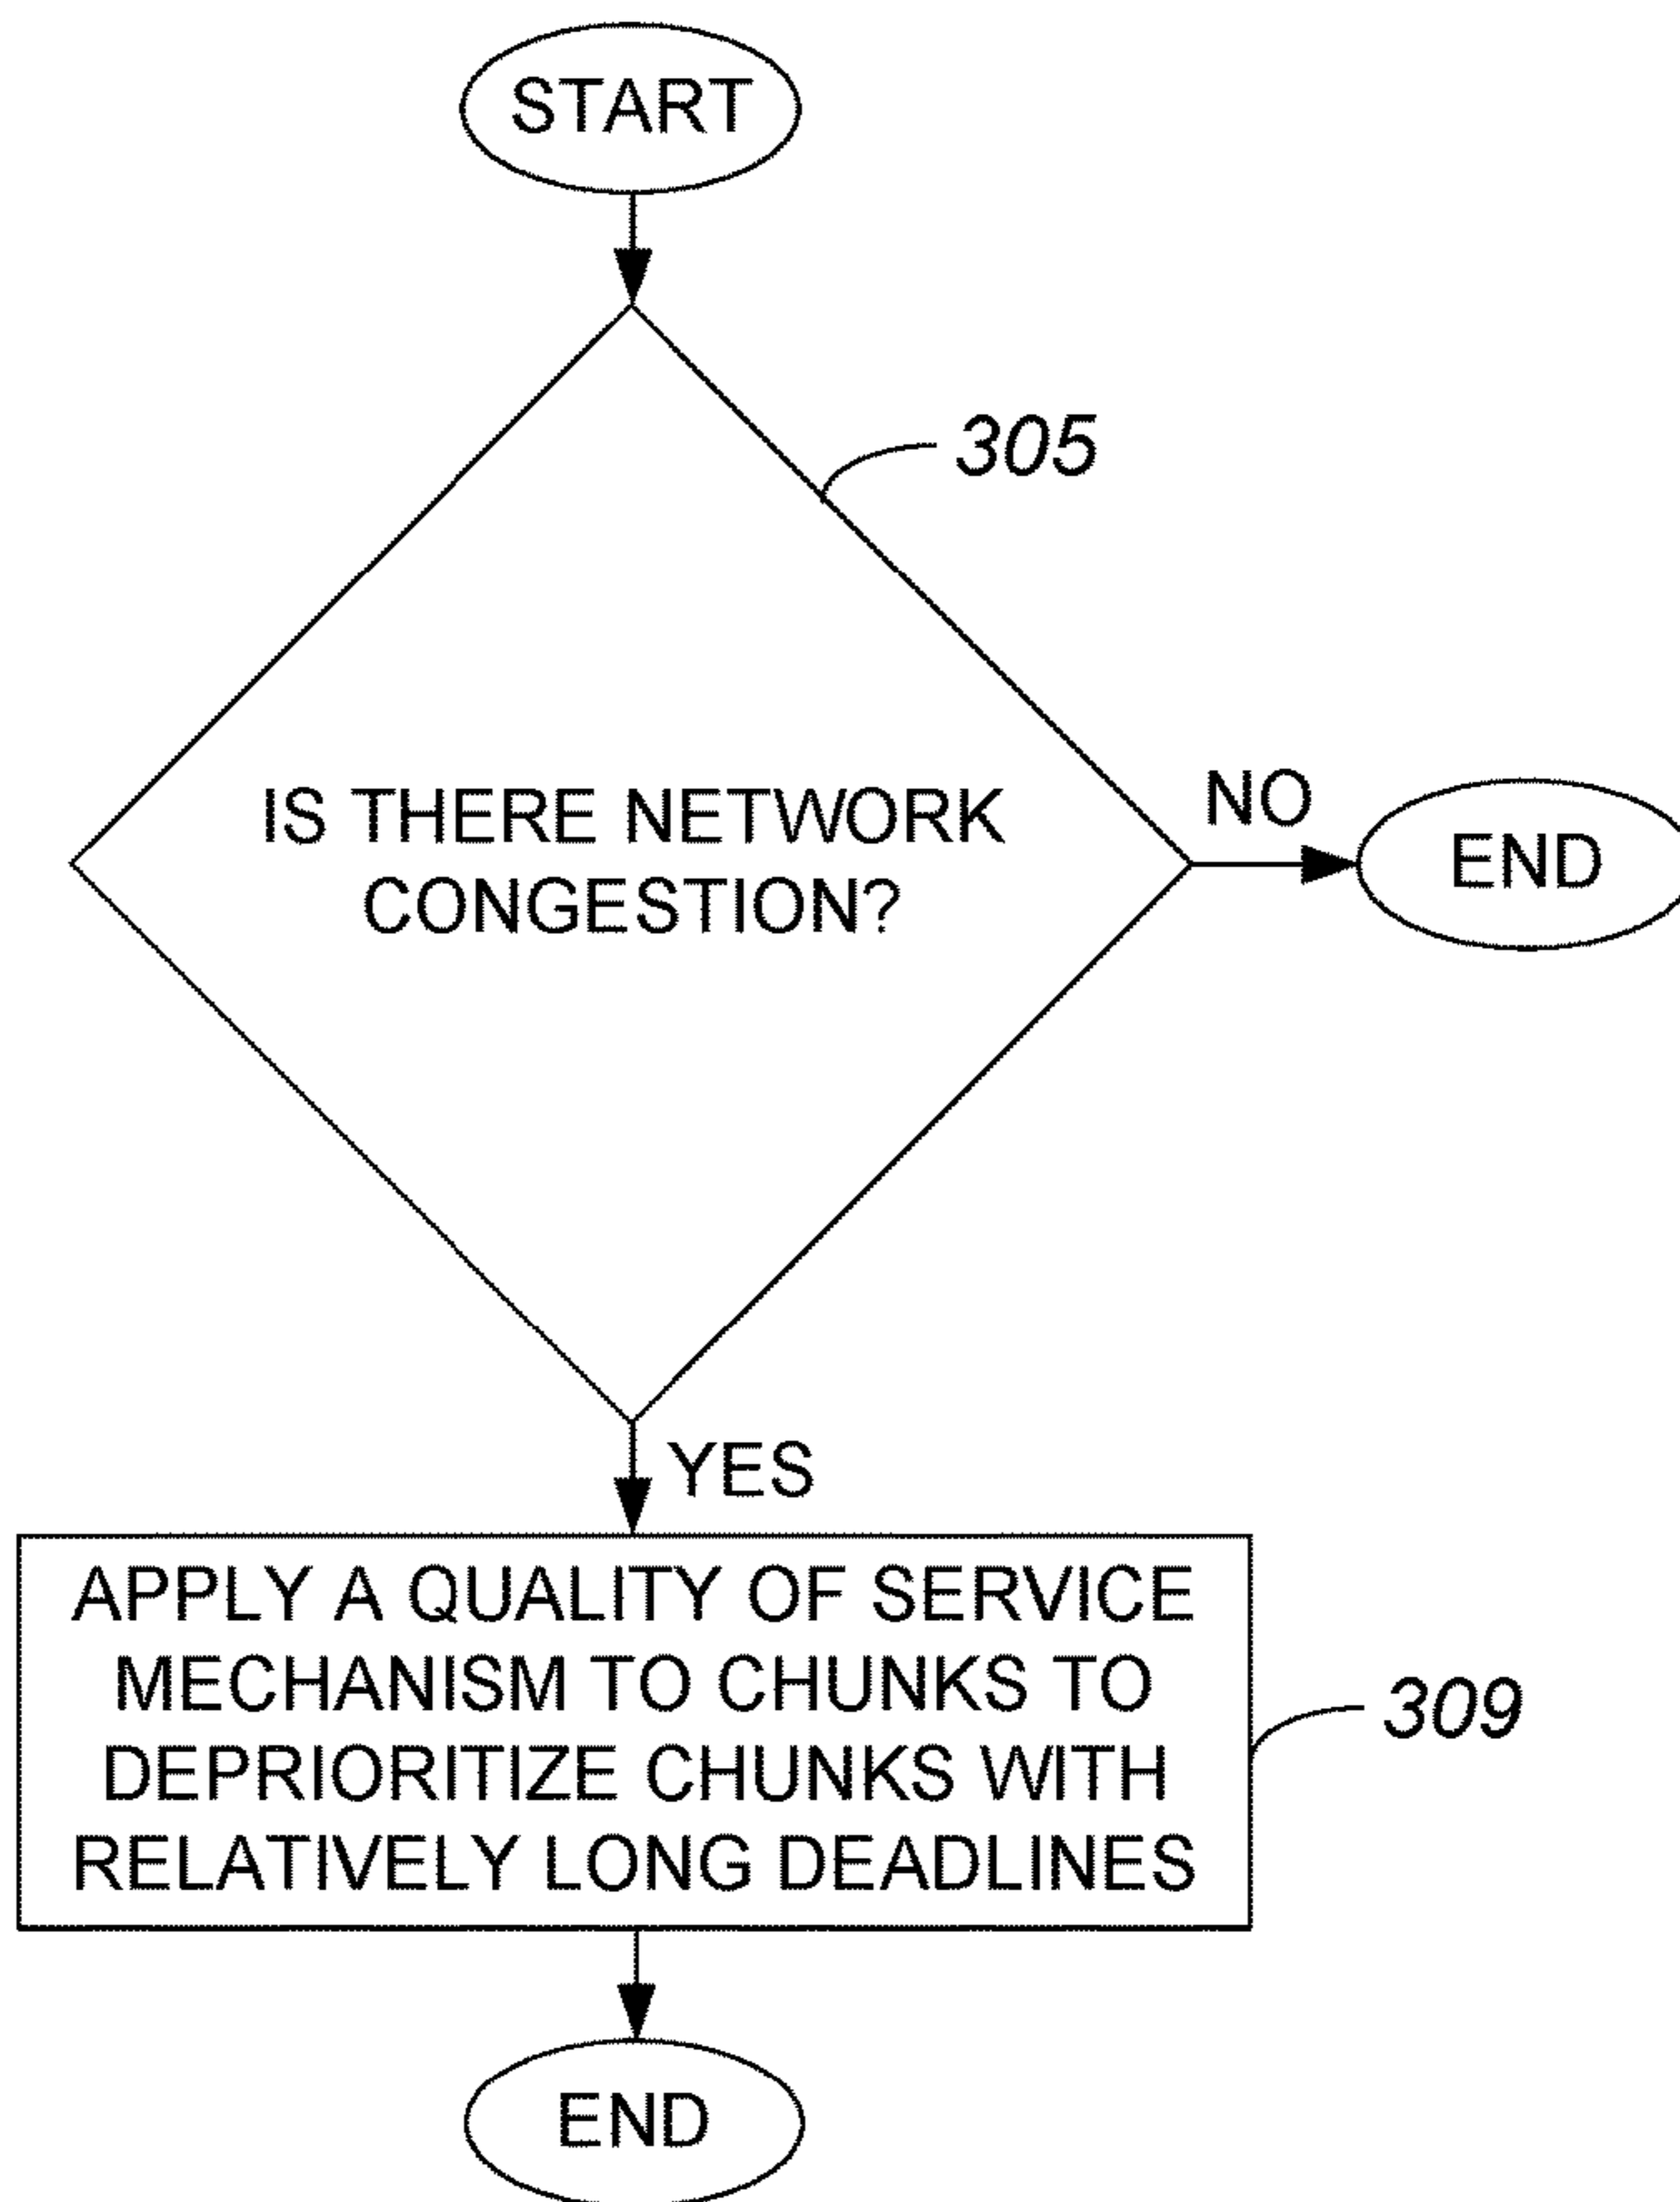 START
305
IS THERE NETWORK
CONGESTION?
NO
END
YES
APPLY A QUALITY OF SERVICE
MECHANISM TO CHUNKS TO
DEPRIORITIZE CHUNKS WITH
RELATIVELY LONG DEADLINES
309
END